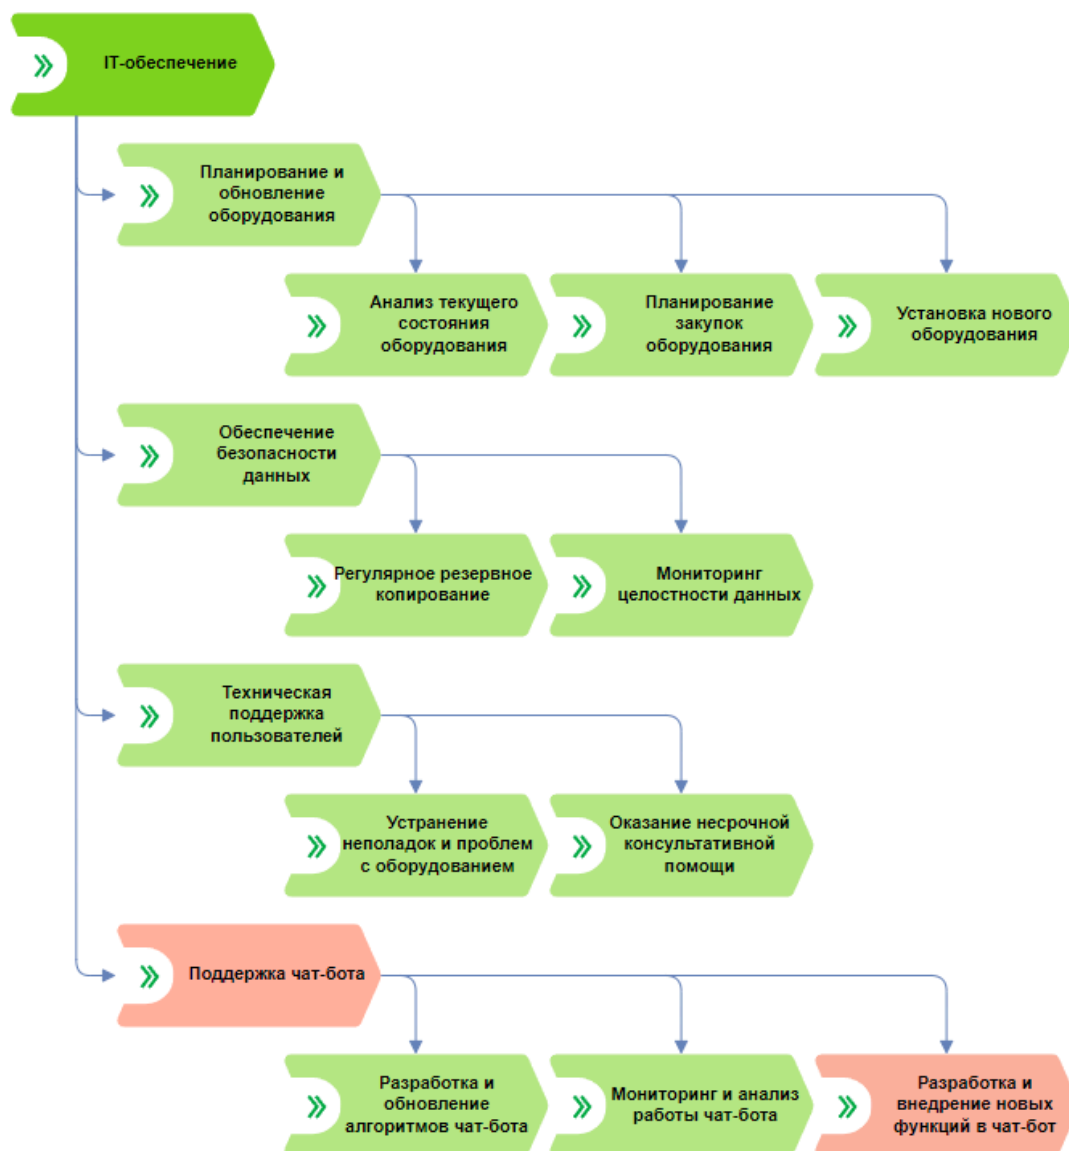 IT-обеспечение
Планирование и
обновление
оборудования
Анализ текущего
состояния
оборудования
Планирование
закупок
оборудования
Установка нового
оборудования
Обеспечение
безопасности
данных
Регулярное резервное
копирование
Мониторинг
целостности данных
Техническая
поддержка
пользователей
Устранение
неполадок и проблем
с оборудованием
Оказание несрочной
консультативной
помощи
Поддержка чат-бота
Разработка и
обновление
алгоритмов чат-бота
Мониторинг и анализ
работы чат-бота
Разработка и
внедрение новых
функций в чат-бот